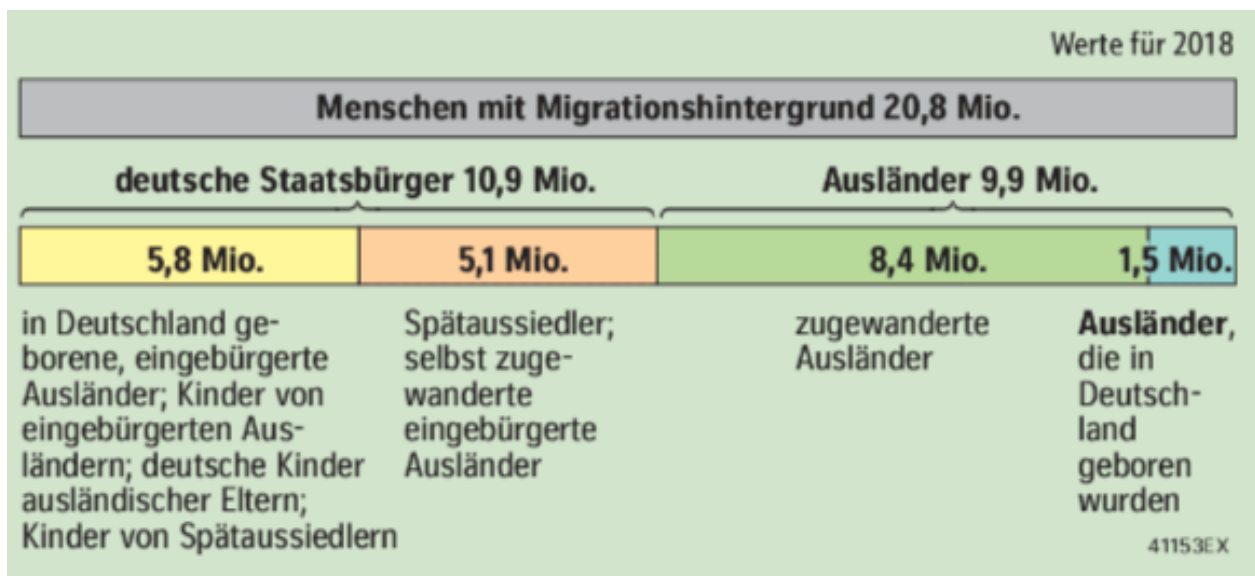 Werte für 2018
Menschen mit Migrationshintergrund 20,8 Mio.
deutsche Staatsbürger 10,9 Mio.
Ausländer 9,9 Mio.
5,8 Mio.
5,1 Mio.
8,4 Mio.
1,5 Mio.
in Deutschland ge-
borene, eingebürgerte
Ausländer; Kinder von
eingebürgerten Aus-
ländern; deutsche Kinder
ausländischer Eltern;
Kinder von Spätaussiedlern
Spätaussiedler;
selbst zuge-
wanderte
eingebürgerte
Ausländer
zugewanderte
Ausländer
Ausländer,
die in
Deutsch-
land
geboren
wurden
41153EX